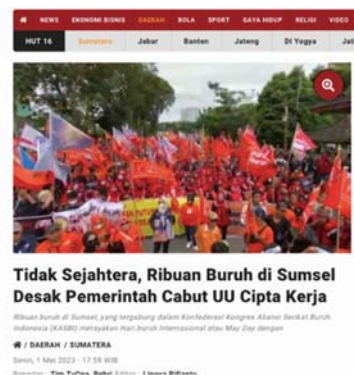 NEWS EKONOMI BISNIS DAERAH BOLA SPORT GAYA HIDUP RELIGI VIDEO
HUT 16 Sumatera Jabar Banten Jateng DI Yogya
Tidak Sejahtera, Ribuan Buruh di Sumsel
Desak Pemerintah Cabut UU Cipta Kerja
Ribuan buruh di Sumsel, yang tergabung dalam Konfederasi Kongres Aliansi Serikat Buruh
Indonesia (KASBI) merayakan Hari buruh Internasional atau May Day dengan
/ DAERAH / SUMATERA
Senin, 1 Mei 2023 - 17:59 WIB